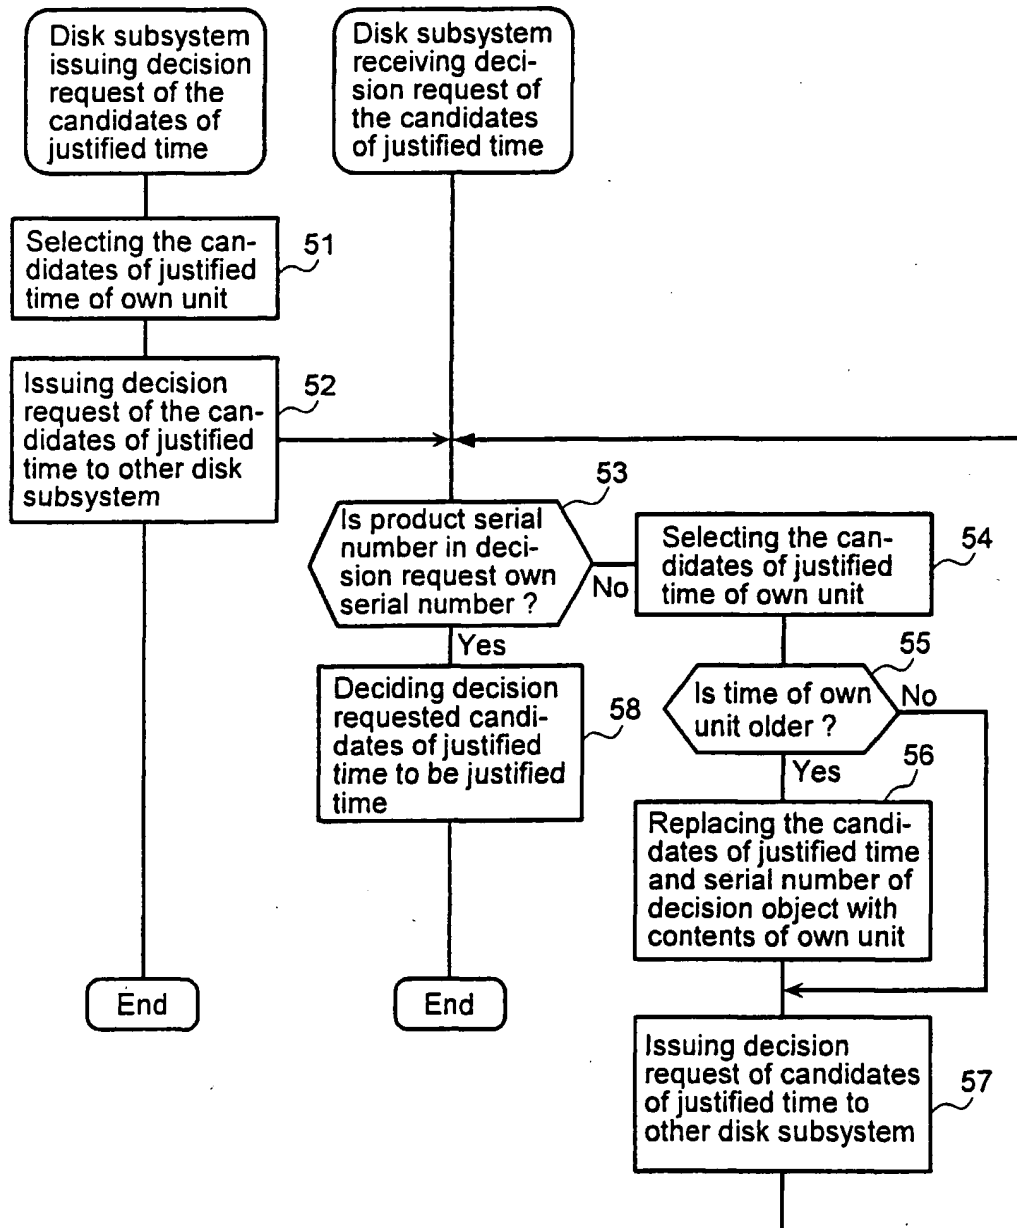 Disk subsystem
issuing decision
request of the
candidates of
justified time
Disk subsystem
receiving deci-
sion request of
the candidates
of justified time
Selecting the can-
didates of justified
time of own unit
51
Issuing decision
request of the can-
didates of justified
time to other disk
subsystem
52
Is product serial
number in deci-
sion request own
serial number ?
53
No
Yes
Selecting the can-
didates of justified
time of own unit
54
Is time of own
unit older ?
55
No
Yes
Deciding decision
requested candi-
dates of justified
time to be justified
time
58
Replacing the candi-
dates of justified time
and serial number of
decision object with
contents of own unit
56
End
End
Issuing decision
request of candidates
of justified time to
other disk subsystem
57